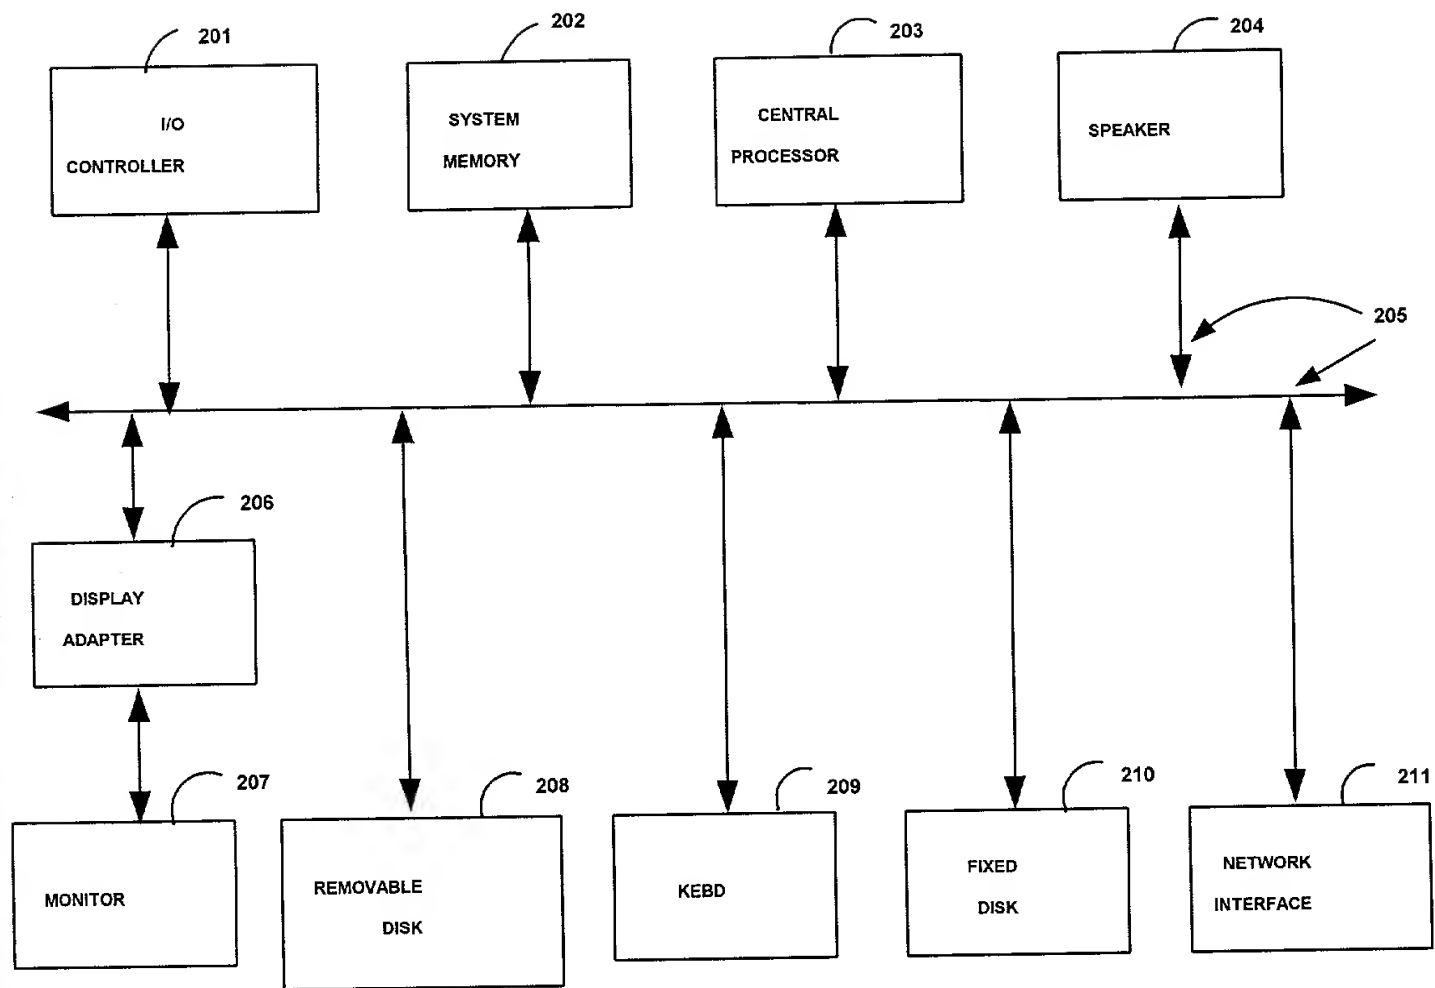 201
202
203
204
I/O
CONTROLLER
SYSTEM
MEMORY
CENTRAL
PROCESSOR
SPEAKER
205
206
DISPLAY
ADAPTER
207
208
209
210
211
MONITOR
REMOVABLE
DISK
KEBD
FIXED
DISK
NETWORK
INTERFACE